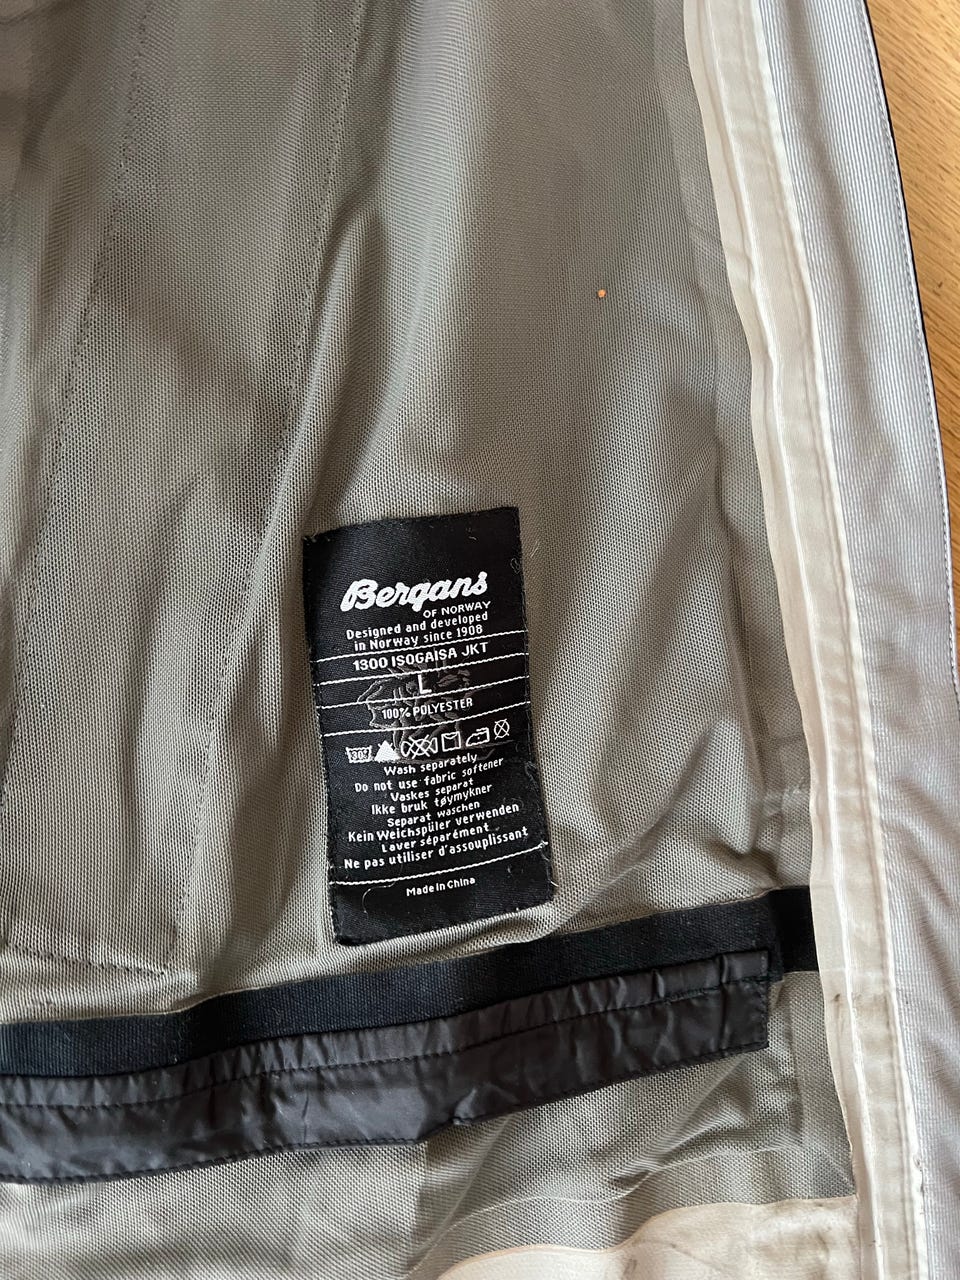 Bergans
OF NORWAY
Designed and developed
in Norway since 1908
1300 ISOGAISA JKT
L
100% POLYESTER
30°
Wash separately
Do not use fabric softener
Vaskes separat
Ikke bruk tøymykner
Separat waschen
Kein Weichspüler verwenden
Laver séparément
Ne pas utiliser d'assouplissant
Made in China